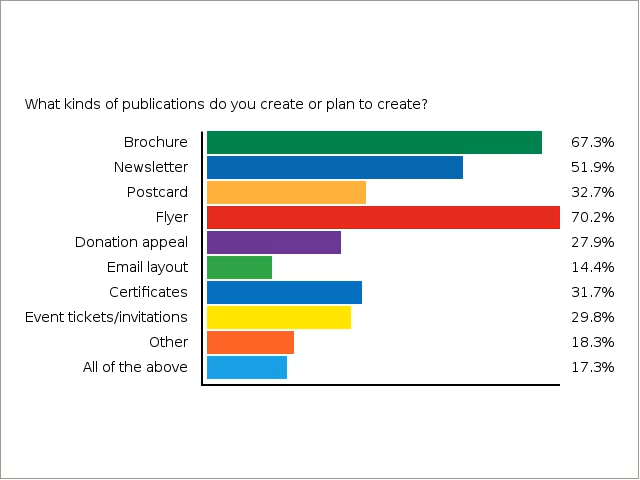 What kinds of publications do you create or plan to create?
Brochure 67.3%
Newsletter 51.9%
Postcard 32.7%
Flyer 70.2%
Donation appeal 27.9%
Email layout 14.4%
Certificates 31.7%
Event tickets/invitations 29.8%
Other 18.3%
All of the above 17.3%